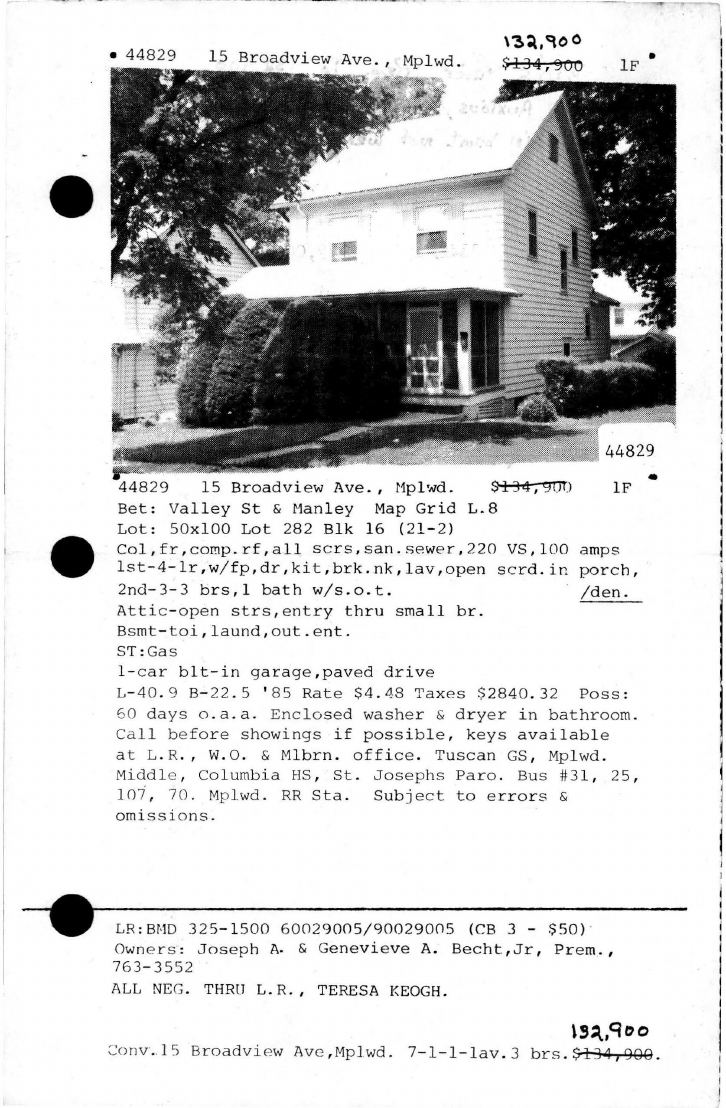 132,900
44829 15 Broadview Ave., Mplwd. $134,900 1F
44829
44829 15 Broadview Ave., Mplwd. $134,900 1F
Bet: Valley St & Manley Map Grid L.8
Lot: 50x100 Lot 282 Blk 16 (21-2)
Col,fr,comp.rf,all scrs,san.sewer,220 VS,100 amps
1st-4-lr,w/fp,dr,kit,brk.nk,lav,open scrd.in porch,
2nd-3-3 brs,1 bath w/s.o.t. /den.
Attic-open strs,entry thru small br.
Bsmt-toi,laund,out.ent.
ST:Gas
1-car blt-in garage,paved drive
L-40.9 B-22.5 '85 Rate $4.48 Taxes $2840.32 Poss:
60 days o.a.a. Enclosed washer & dryer in bathroom.
Call before showings if possible, keys available
at L.R., W.O. & Mlbrn. office. Tuscan GS, Mplwd.
Middle, Columbia HS, St. Josephs Paro. Bus #31, 25,
107, 70. Mplwd. RR Sta. Subject to errors &
omissions.
LR:BMD 325-1500 60029005/90029005 (CB 3 - $50)
Owners: Joseph A. & Genevieve A. Becht,Jr, Prem.,
763-3552
ALL NEG. THRU L.R., TERESA KEOGH.
132,900
Conv.15 Broadview Ave,Mplwd. 7-1-1-lav.3 brs.$134,900.